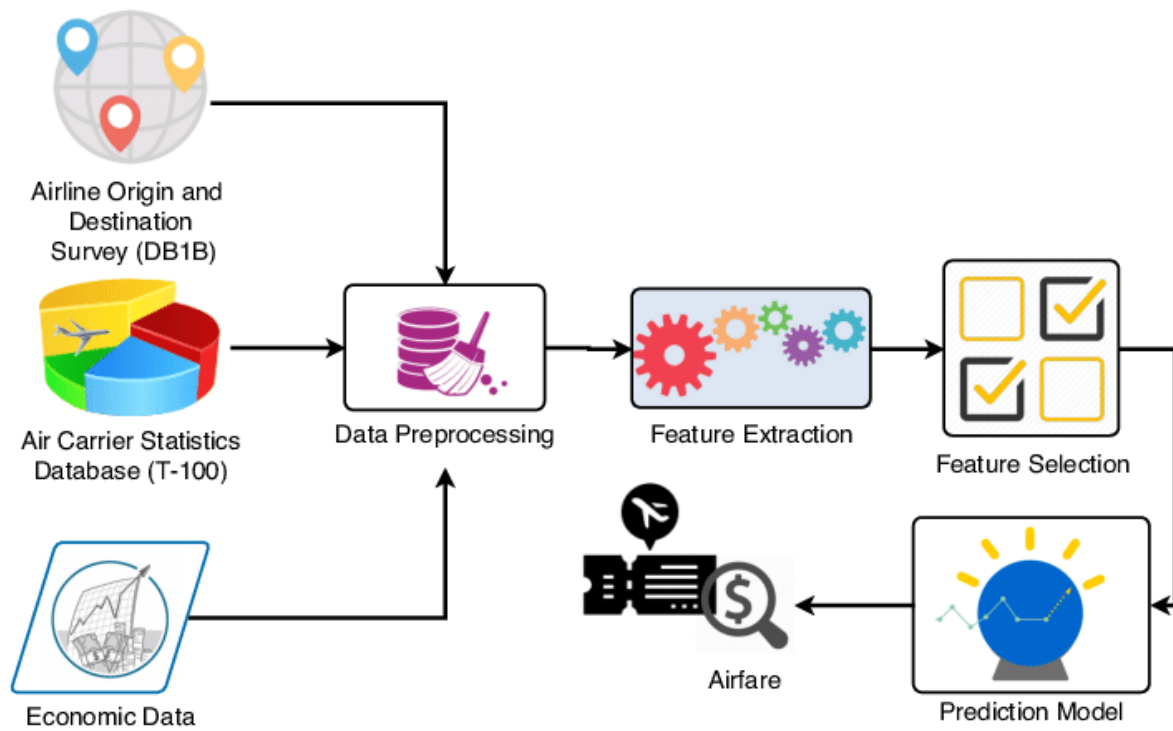 Airline Origin and
Destination
Survey (DB1B)
Air Carrier Statistics
Database (T-100)
Data Preprocessing
Feature Extraction
Feature Selection
Economic Data
$
Airfare
Prediction Model